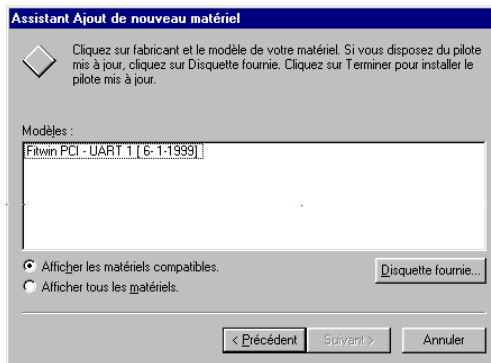 Assistant Ajout de nouveau matériel
Cliquez sur fabricant et le modèle de votre matériel. Si vous disposez du pilote
mis à jour, cliquez sur Disquette fournie. Cliquez sur Terminer pour installer le
pilote mis à jour.
Modèles :
Fitwin PCI - UART 1 [ 6- 1-1999]
Afficher les matériels compatibles.
Disquette fournie...
Afficher tous les matériels.
< Précédent
Suivant >
Annuler